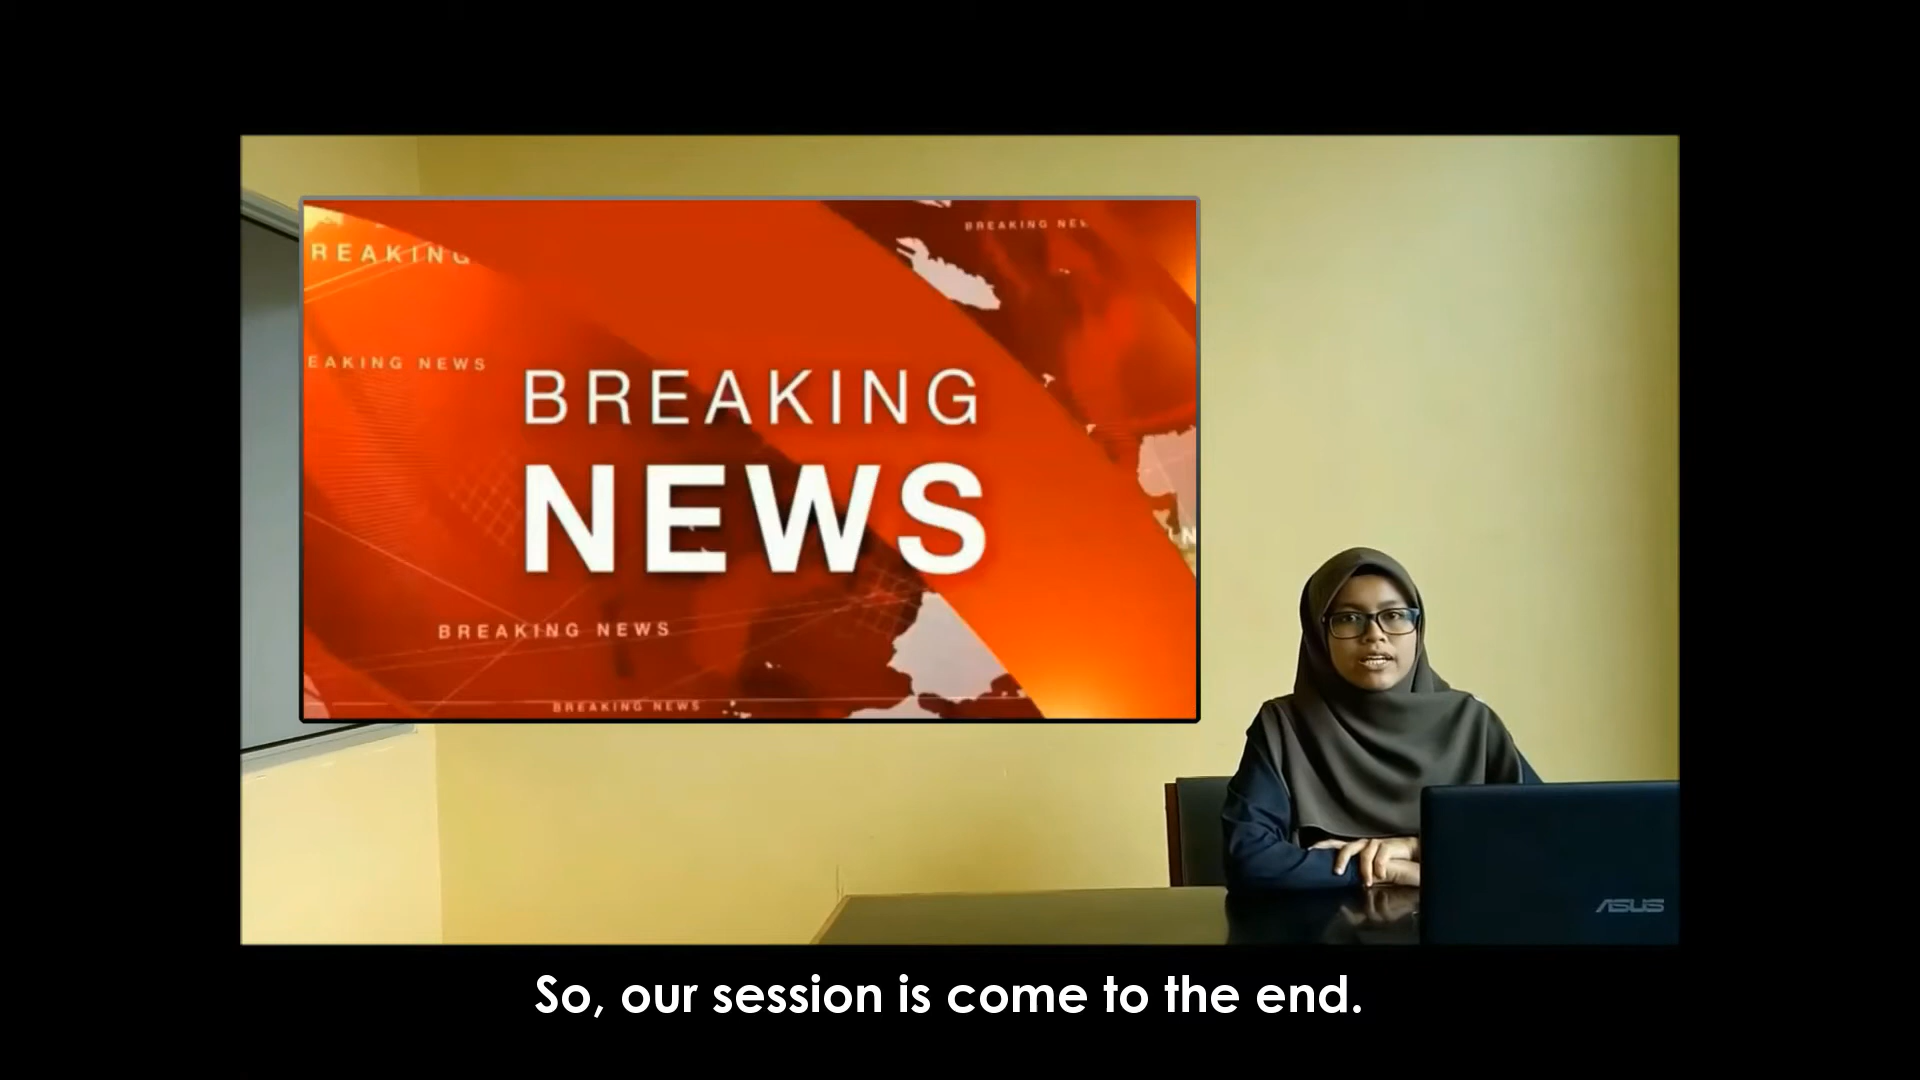 REAKING
BREAKING NE
EAKING NEWS
BREAKING
NEWS
N
BREAKING NEWS
BREAKING NEWS
ASUS
So, our session is come to the end.